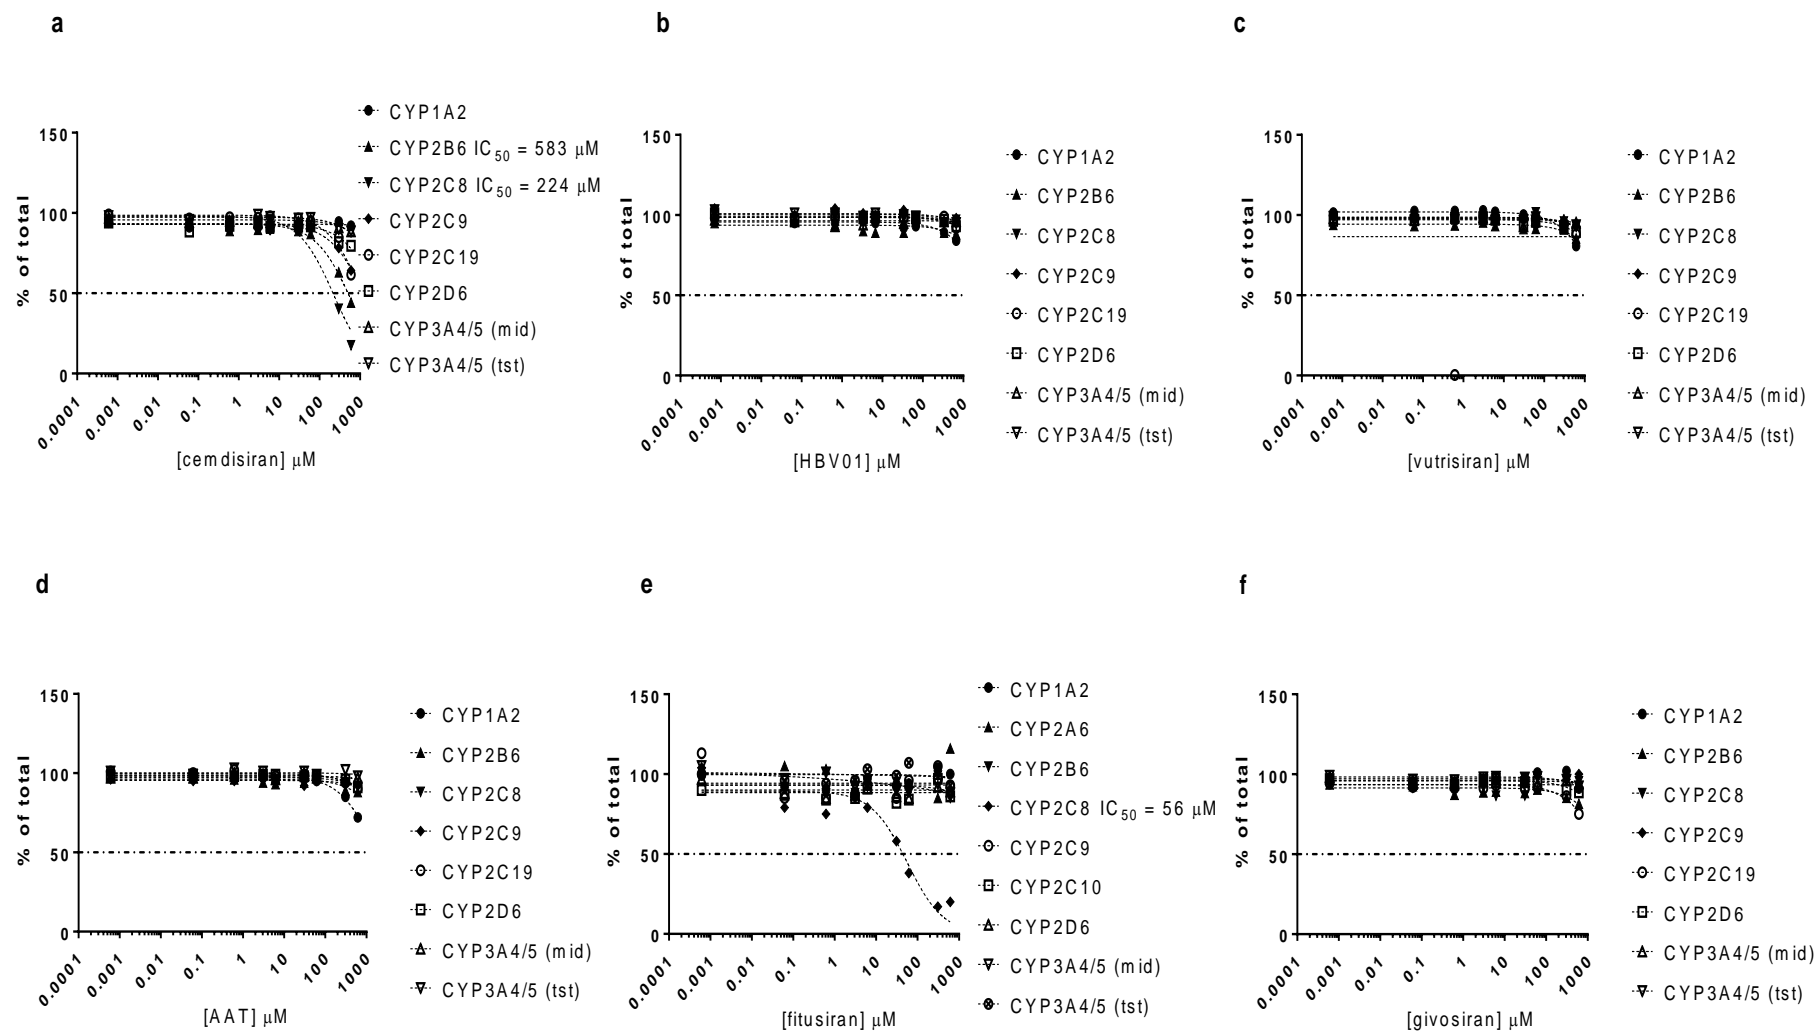 a
150
100
50
0
% of total
0.0001
0.001
0.01
0.1
1
10
100
1000
[cemdisiran] µM
CYP1A2
CYP2B6 IC50 = 583 µM
CYP2C8 IC50 = 224 µM
CYP2C9
CYP2C19
CYP2D6
CYP3A4/5 (mid)
CYP3A4/5 (tst)
b
150
100
50
0
% of total
0.0001
0.001
0.01
0.1
1
10
100
1000
[HBV01] µM
CYP1A2
CYP2B6
CYP2C8
CYP2C9
CYP2C19
CYP2D6
CYP3A4/5 (mid)
CYP3A4/5 (tst)
c
150
100
50
0
% of total
0.0001
0.001
0.01
0.1
1
10
100
1000
[vutrisiran] µM
CYP1A2
CYP2B6
CYP2C8
CYP2C9
CYP2C19
CYP2D6
CYP3A4/5 (mid)
CYP3A4/5 (tst)
d
150
100
50
0
% of total
0.0001
0.001
0.01
0.1
1
10
100
1000
[AAT] µM
CYP1A2
CYP2B6
CYP2C8
CYP2C9
CYP2C19
CYP2D6
CYP3A4/5 (mid)
CYP3A4/5 (tst)
e
150
100
50
0
% of total
0.0001
0.001
0.01
0.1
1
10
100
1000
[fitusiran] µM
CYP1A2
CYP2A6
CYP2B6
CYP2C8 IC50 = 56 µM
CYP2C9
CYP2C10
CYP2D6
CYP3A4/5 (mid)
CYP3A4/5 (tst)
f
150
100
50
0
% of total
0.0001
0.001
0.01
0.1
1
10
100
1000
[givosiran] µM
CYP1A2
CYP2B6
CYP2C8
CYP2C9
CYP2C19
CYP2D6
CYP3A4/5 (mid)
CYP3A4/5 (tst)